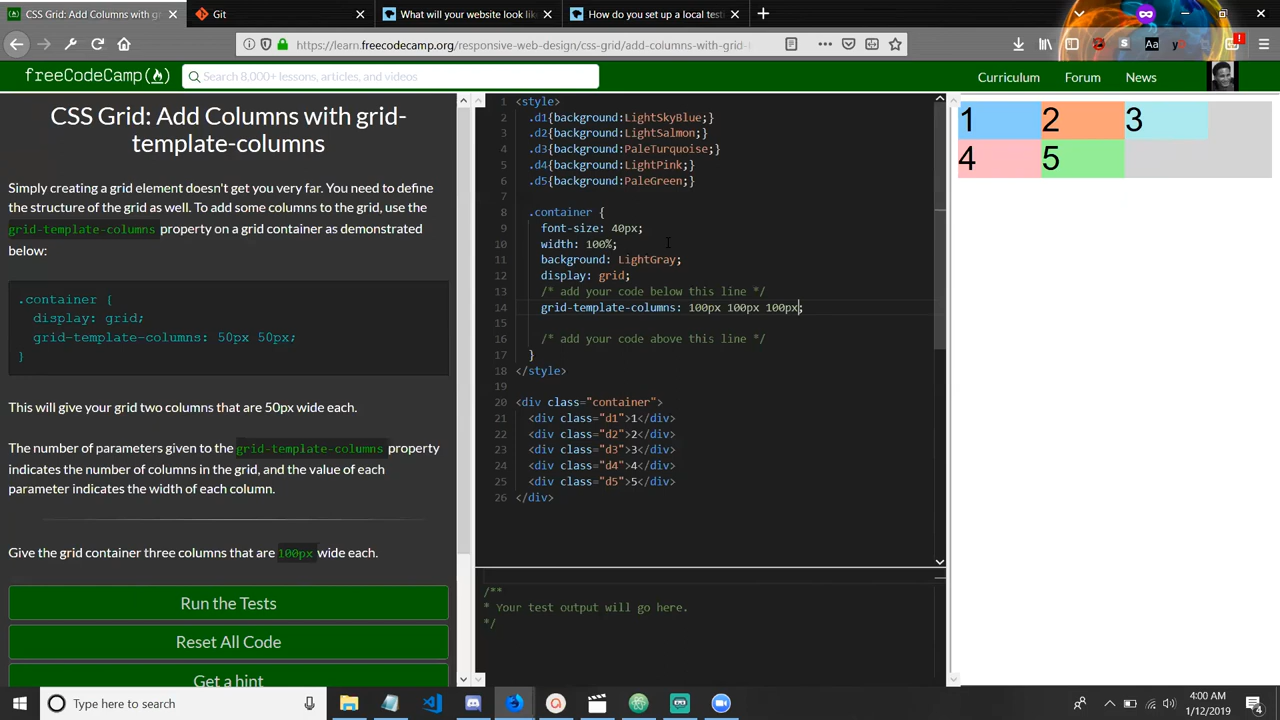 CSS Grid: Add Columns with gr
Git
What will your website look like
How do you set up a local test
https://learn.freecodecamp.org/responsive-web-design/css-grid/add-columns-with-grid-
freeCodeCamp
Search 8,000+ lessons, articles, and videos
Curriculum
Forum
News
CSS Grid: Add Columns with grid-
template-columns
Simply creating a grid element doesn't get you very far. You need to define
the structure of the grid as well. To add some columns to the grid, use the
grid-template-columns property on a grid container as demonstrated
below:
.container {
display: grid;
grid-template-columns: 50px 50px;
}
This will give your grid two columns that are 50px wide each.
The number of parameters given to the grid-template-columns property
indicates the number of columns in the grid, and the value of each
parameter indicates the width of each column.
Give the grid container three columns that are 100px wide each.
Run the Tests
Reset All Code
Get a hint
1 <style>
2 .d1{background:LightSkyBlue;}
3 .d2{background:LightSalmon;}
4 .d3{background:PaleTurquoise;}
5 .d4{background:LightPink;}
6 .d5{background:PaleGreen;}
7
8 .container {
9 font-size: 40px;
10 width: 100%;
11 background: LightGray;
12 display: grid;
13 /* add your code below this line */
14 grid-template-columns: 100px 100px 100px;
15
16 /* add your code above this line */
17 }
18 </style>
19
20 <div class="container">
21 <div class="d1">1</div>
22 <div class="d2">2</div>
23 <div class="d3">3</div>
24 <div class="d4">4</div>
25 <div class="d5">5</div>
26 </div>
/**
* Your test output will go here.
*/
1 2 3
4 5
Type here to search
4:00 AM
1/12/2019